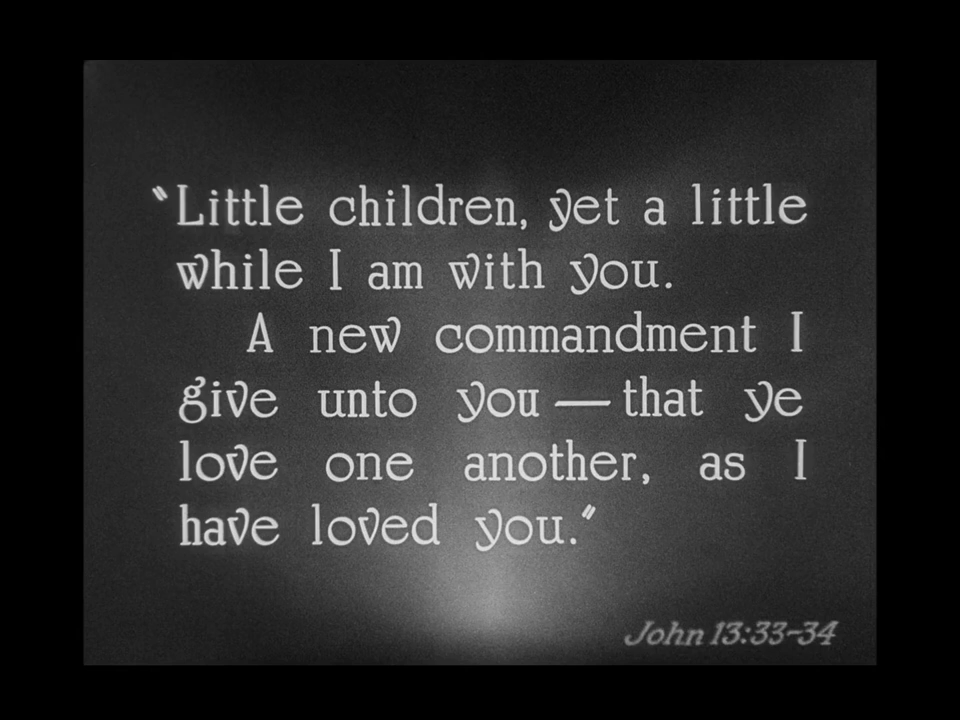 “Little children, yet a little
while I am with you.
A new commandment I
give unto you — that ye
love one another, as I
have loved you.”
John 13:33-34